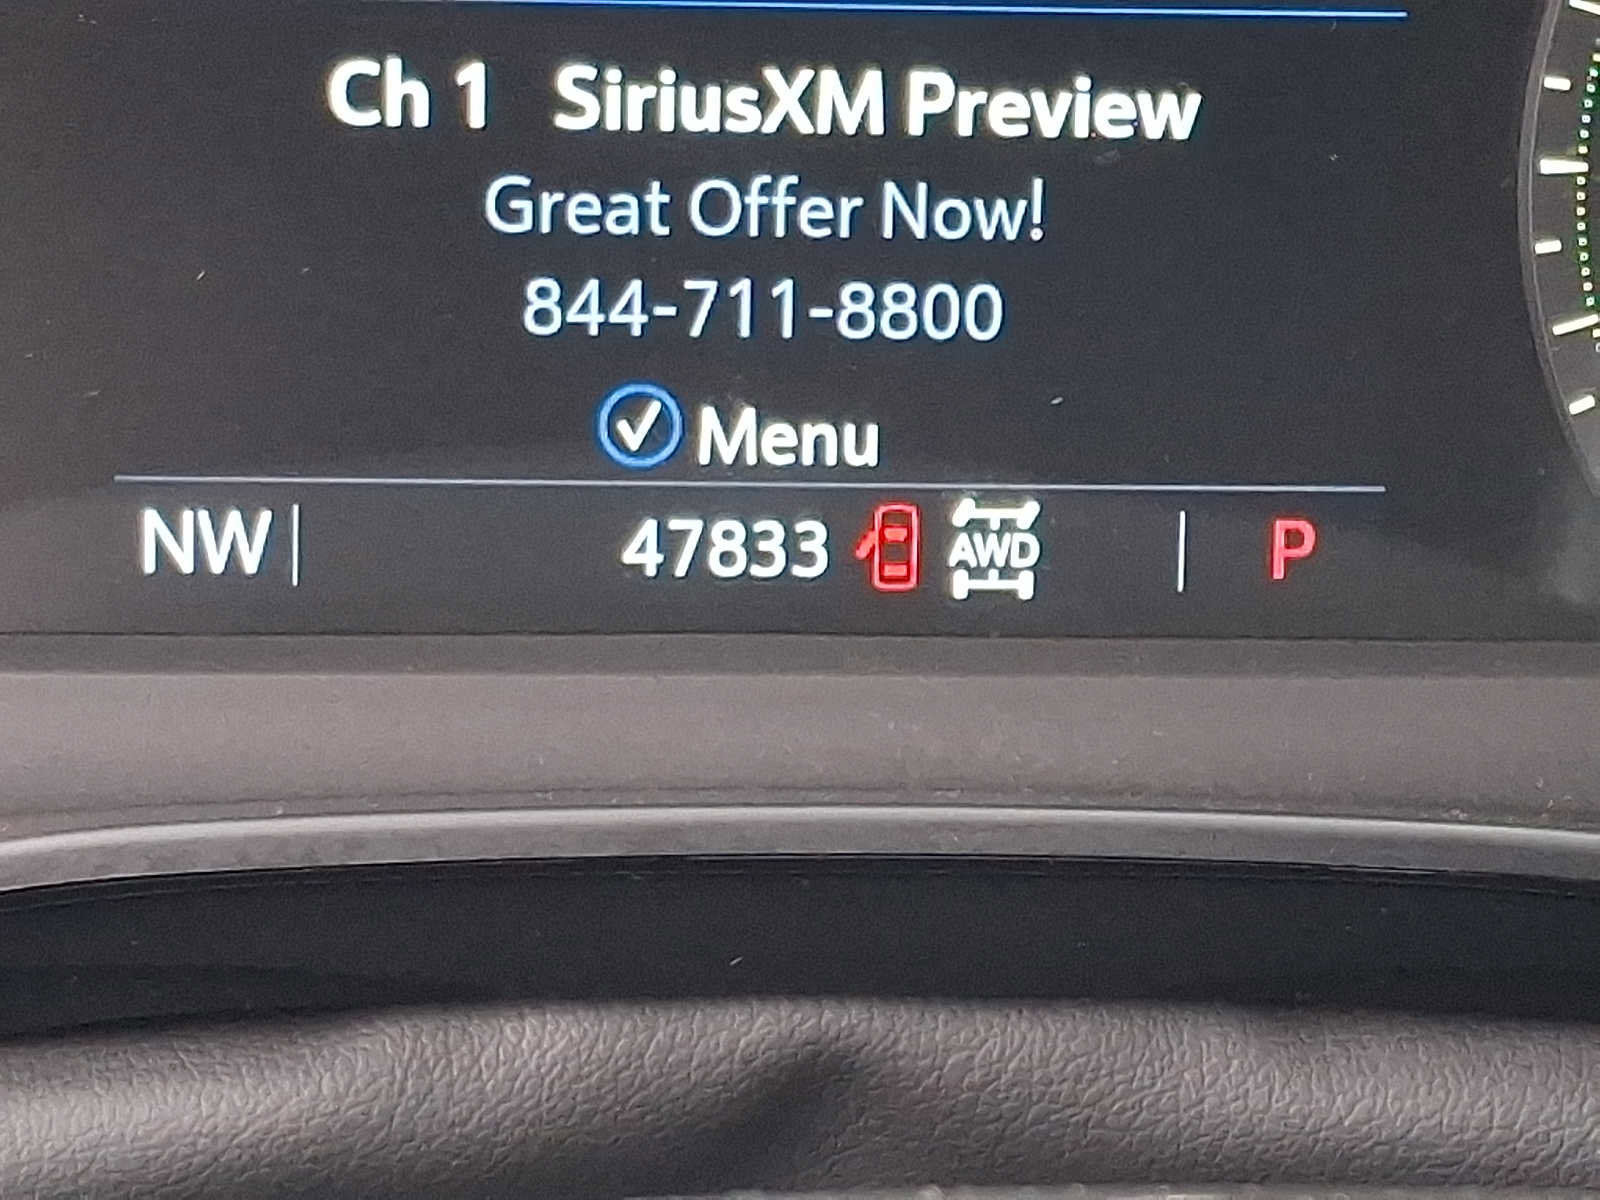 Ch 1 SiriusXM Preview
Great Offer Now!
844-711-8800
Menu
NW 47833 AWD P